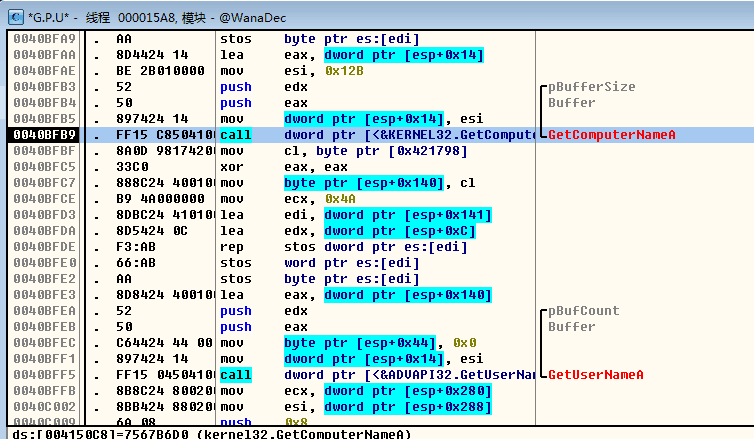 *G.P.U* - 线程 000015A8, 模块 - @WanaDec
0040BFA9 . AA stos byte ptr es:[edi]
0040BFAA . 8D4424 14 lea eax, dword ptr [esp+0x14]
0040BFAE . BE 2B010000 mov esi, 0x12B
0040BFB3 . 52 push edx pBufferSize
0040BFB4 . 50 push eax Buffer
0040BFB5 . 897424 14 mov dword ptr [esp+0x14], esi
0040BFB9 . FF15 C8504100 call dword ptr [<&KERNEL32.GetComput GetComputerNameA
0040BFBF . 8A0D 98174200 mov cl, byte ptr [0x421798]
0040BFC5 . 33C0 xor eax, eax
0040BFC7 . 888C24 400100 mov byte ptr [esp+0x140], cl
0040BFCE . B9 4A000000 mov ecx, 0x4A
0040BFD3 . 8DBC24 410100 lea edi, dword ptr [esp+0x141]
0040BFDA . 8D5424 0C lea edx, dword ptr [esp+0xC]
0040BFDE . F3:AB rep stos dword ptr es:[edi]
0040BFE0 . 66:AB stos word ptr es:[edi]
0040BFE2 . AA stos byte ptr es:[edi]
0040BFE3 . 8D8424 400100 lea eax, dword ptr [esp+0x140]
0040BFEA . 52 push edx pBufCount
0040BFEB . 50 push eax Buffer
0040BFEC . C64424 44 00 mov byte ptr [esp+0x44], 0x0
0040BFF1 . 897424 14 mov dword ptr [esp+0x14], esi
0040BFF5 . FF15 04504100 call dword ptr [<&ADVAPI32.GetUserNa GetUserNameA
0040BFFB . 8B8C24 800200 mov ecx, dword ptr [esp+0x280]
0040C002 . 8BB424 880200 mov esi, dword ptr [esp+0x288]
0040C009 . 6A 08 push 0x8
ds:[004150C8]=7567B6D0 (kernel32.GetComputerNameA)